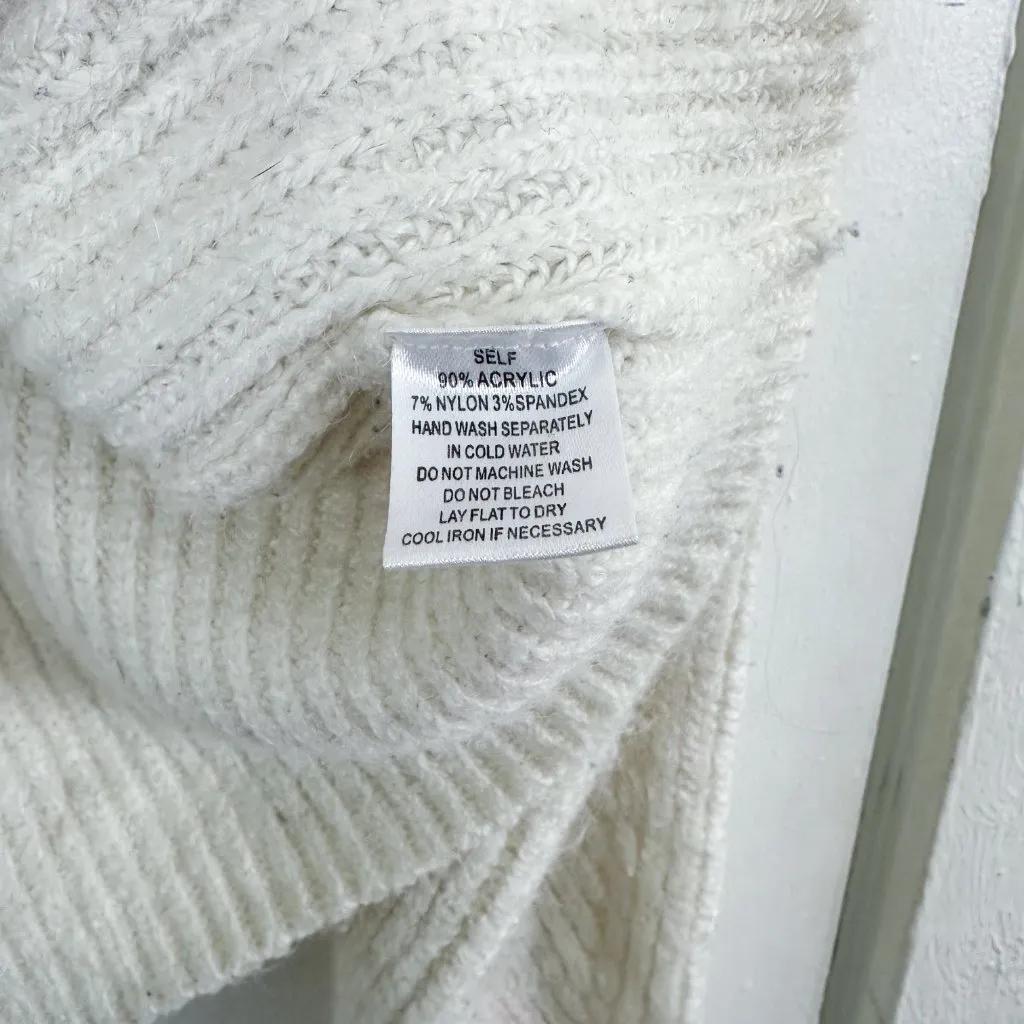 SELF
90% ACRYLIC
7% NYLON 3%SPANDEX
HAND WASH SEPARATELY
IN COLD WATER
DO NOT MACHINE WASH
DO NOT BLEACH
LAY FLAT TO DRY
COOL IRON IF NECESSARY